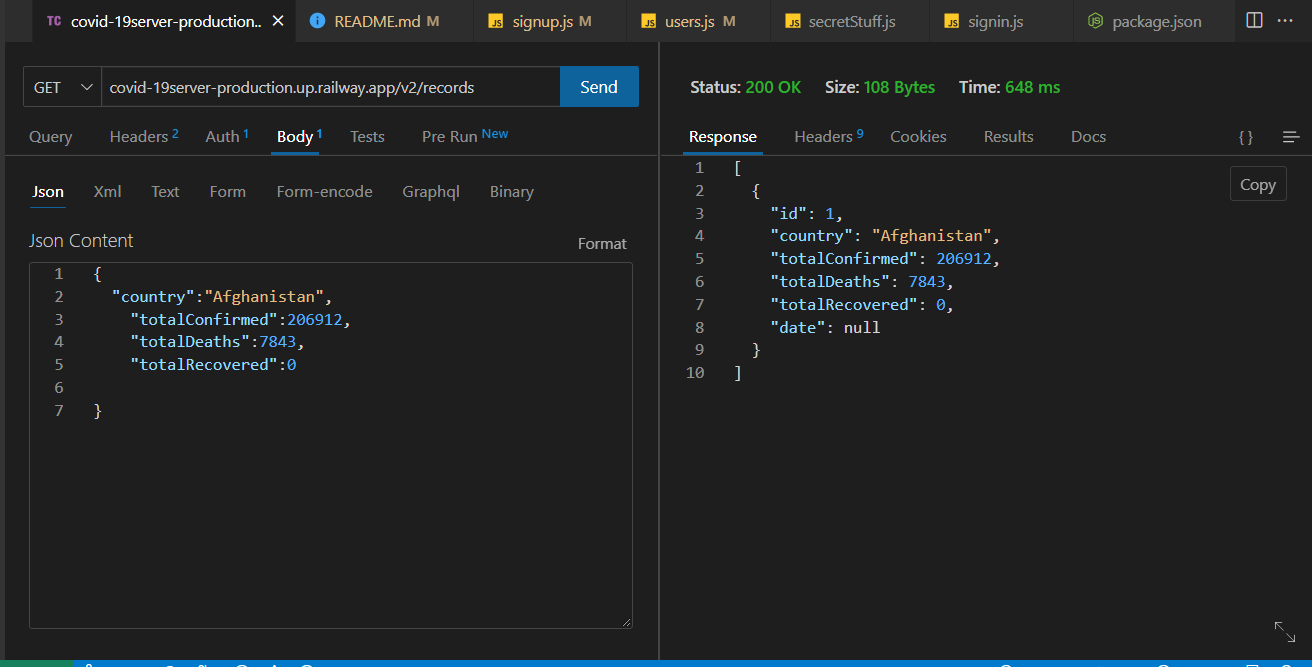 TC covid-19server-production.. ✕ README.md M JS signup.js M JS users.js M JS secretStuff.js JS signin.js JS package.json ···
GET covid-19server-production.up.railway.app/v2/records Send
Query Headers 2 Auth 1 Body 1 Tests Pre Run New
Json Xml Text Form Form-encode Graphql Binary
Json Content Format
1 {
2 "country":"Afghanistan",
3 "totalConfirmed":206912,
4 "totalDeaths":7843,
5 "totalRecovered":0
6
7 }
Status: 200 OK Size: 108 Bytes Time: 648 ms
Response Headers 9 Cookies Results Docs { }
Copy
1 [
2 {
3 "id": 1,
4 "country": "Afghanistan",
5 "totalConfirmed": 206912,
6 "totalDeaths": 7843,
7 "totalRecovered": 0,
8 "date": null
9 }
10 ]